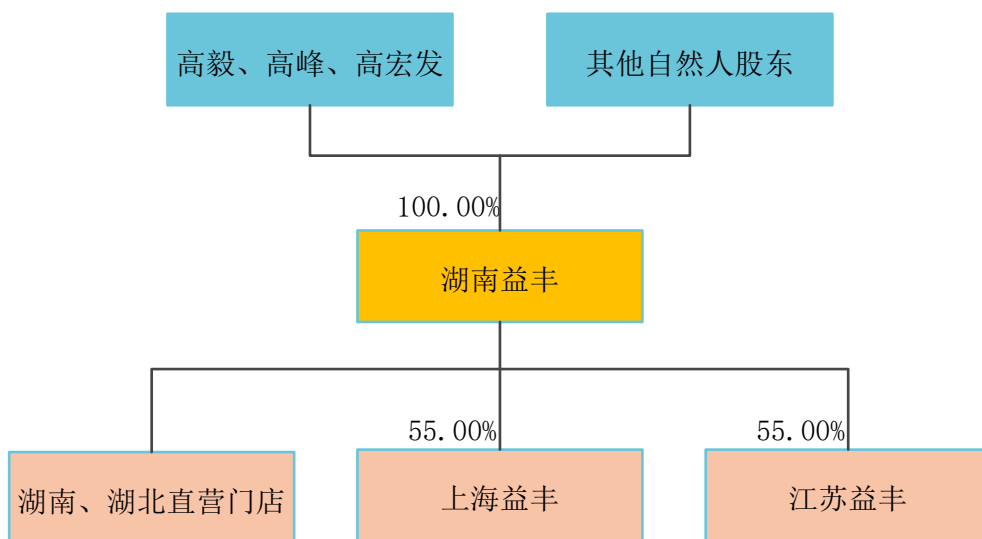 高毅、高峰、高宏发
其他自然人股东
100.00%
湖南益丰
55.00%
55.00%
湖南、湖北直营门店
上海益丰
江苏益丰